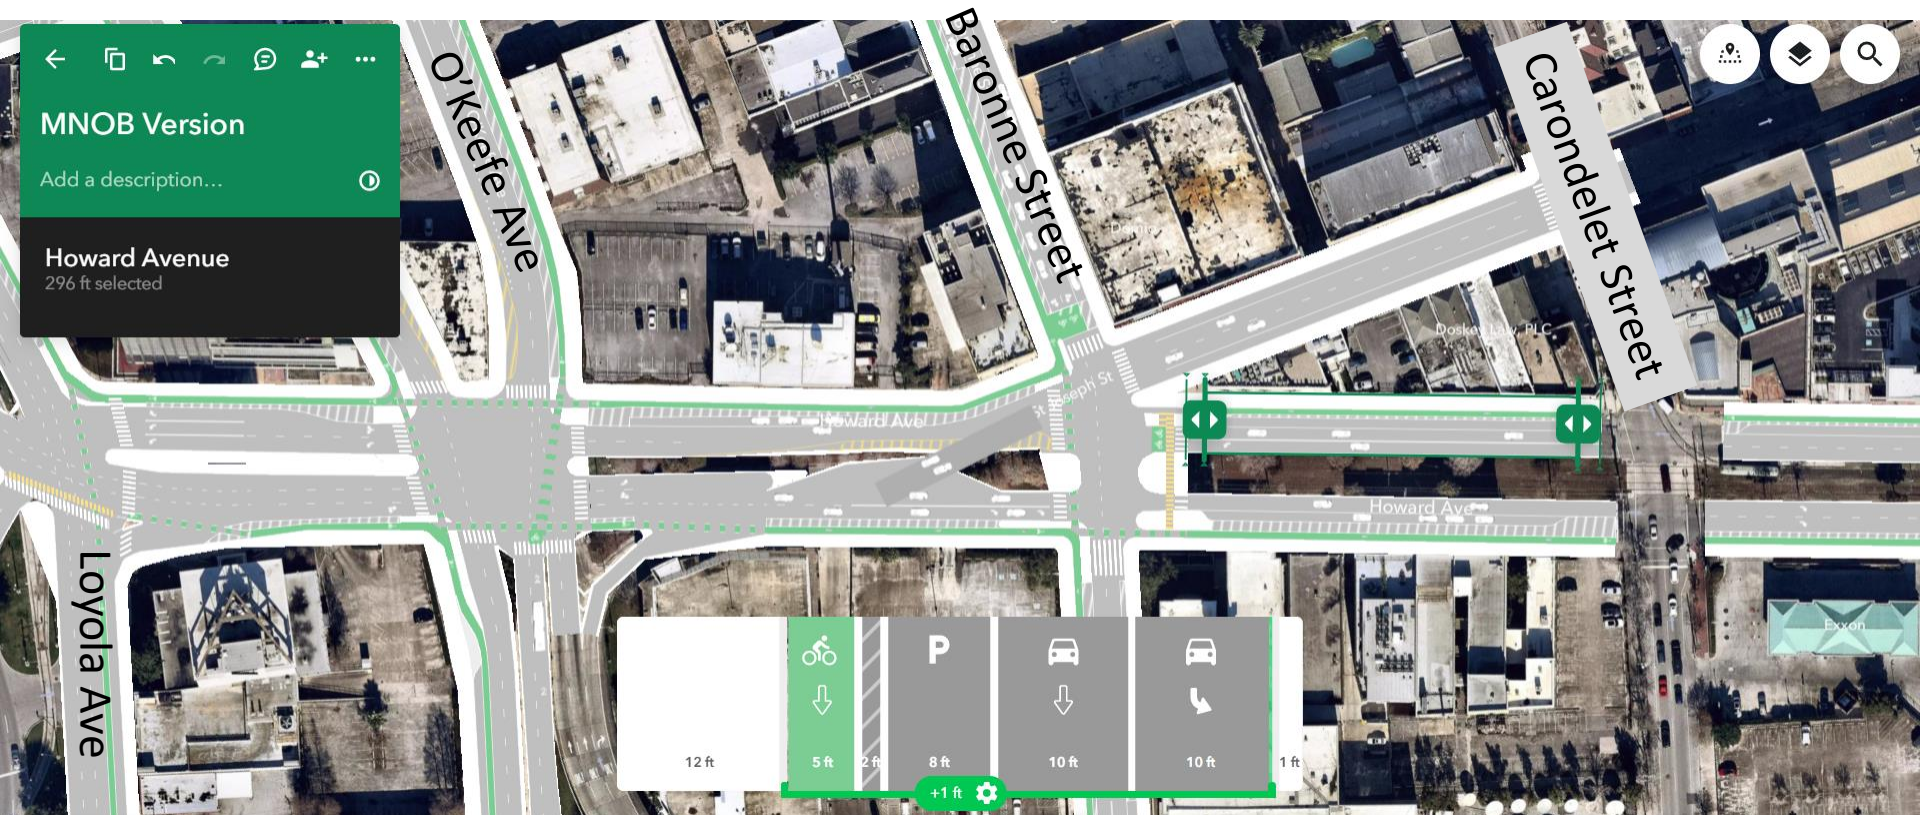 MNOB Version
Add a description...
Howard Avenue
296 ft selected
O'Keefe Ave
Baronne Street
Carondelet Street
Loyola Ave
Doskey Law, PLC
St Joseph St
Howard Ave
Howard Ave
Exxon
P
12 ft
5 ft
2 ft
8 ft
10 ft
10 ft
1 ft
+1 ft